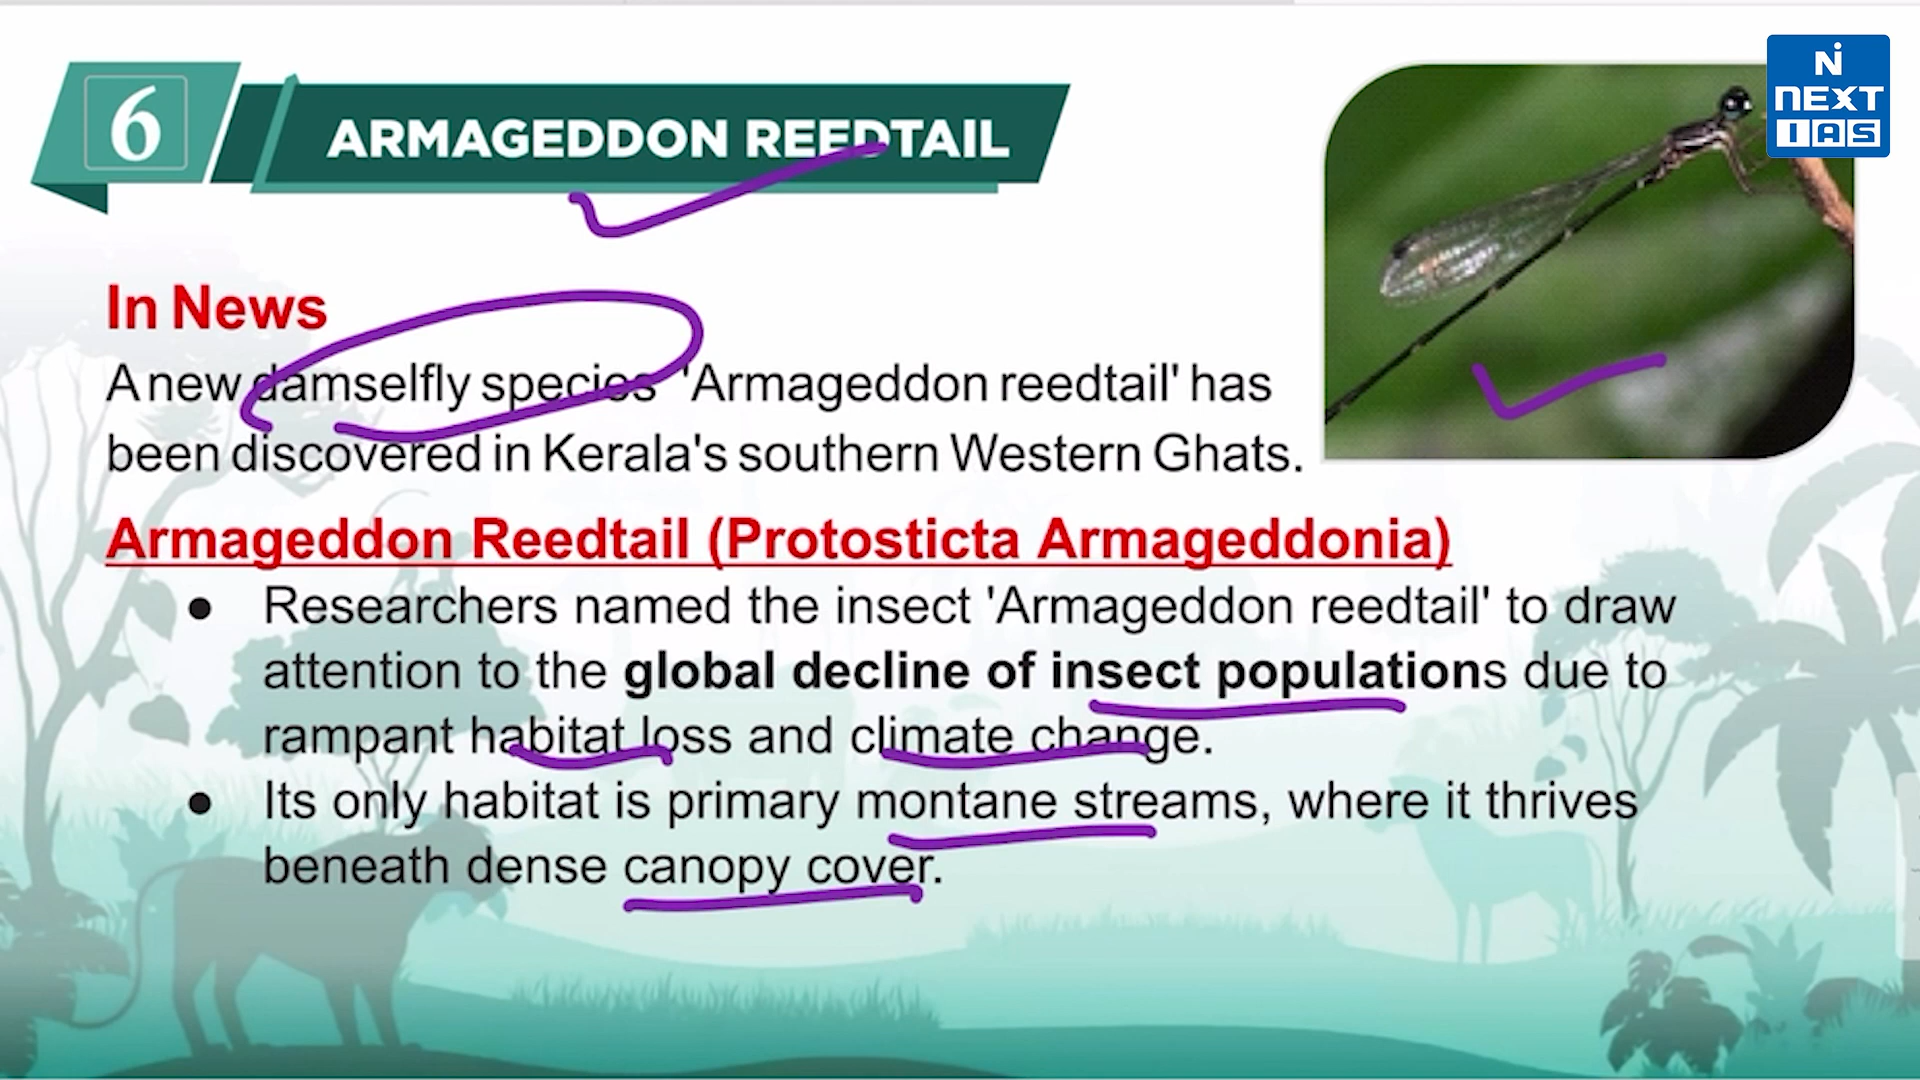 6
ARMAGEDDON REEDTAIL
N
NEXT
IAS
In News
A new damselfly species 'Armageddon reedtail' has
been discovered in Kerala's southern Western Ghats.
Armageddon Reedtail (Protosticta Armageddonia)
● Researchers named the insect 'Armageddon reedtail' to draw
attention to the global decline of insect populations due to
rampant habitat loss and climate change.
● Its only habitat is primary montane streams, where it thrives
beneath dense canopy cover.